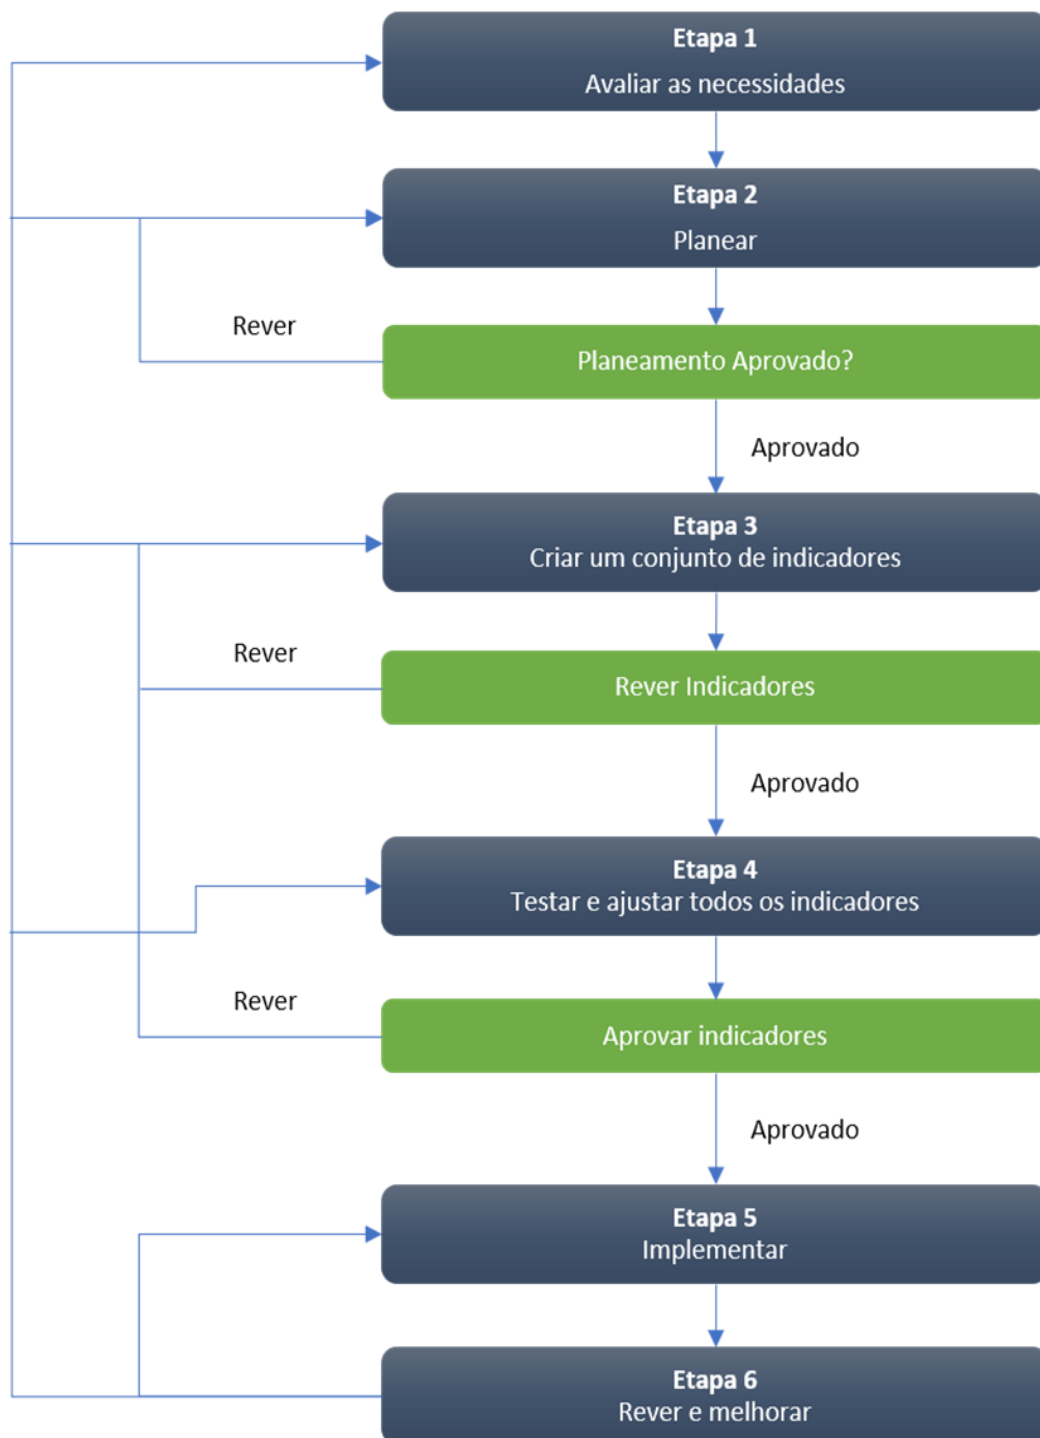 Etapa 1
Avaliar as necessidades
Etapa 2
Planear
Rever
Planeamento Aprovado?
Aprovado
Etapa 3
Criar um conjunto de indicadores
Rever
Rever Indicadores
Aprovado
Etapa 4
Testar e ajustar todos os indicadores
Rever
Aprovar indicadores
Aprovado
Etapa 5
Implementar
Etapa 6
Rever e melhorar